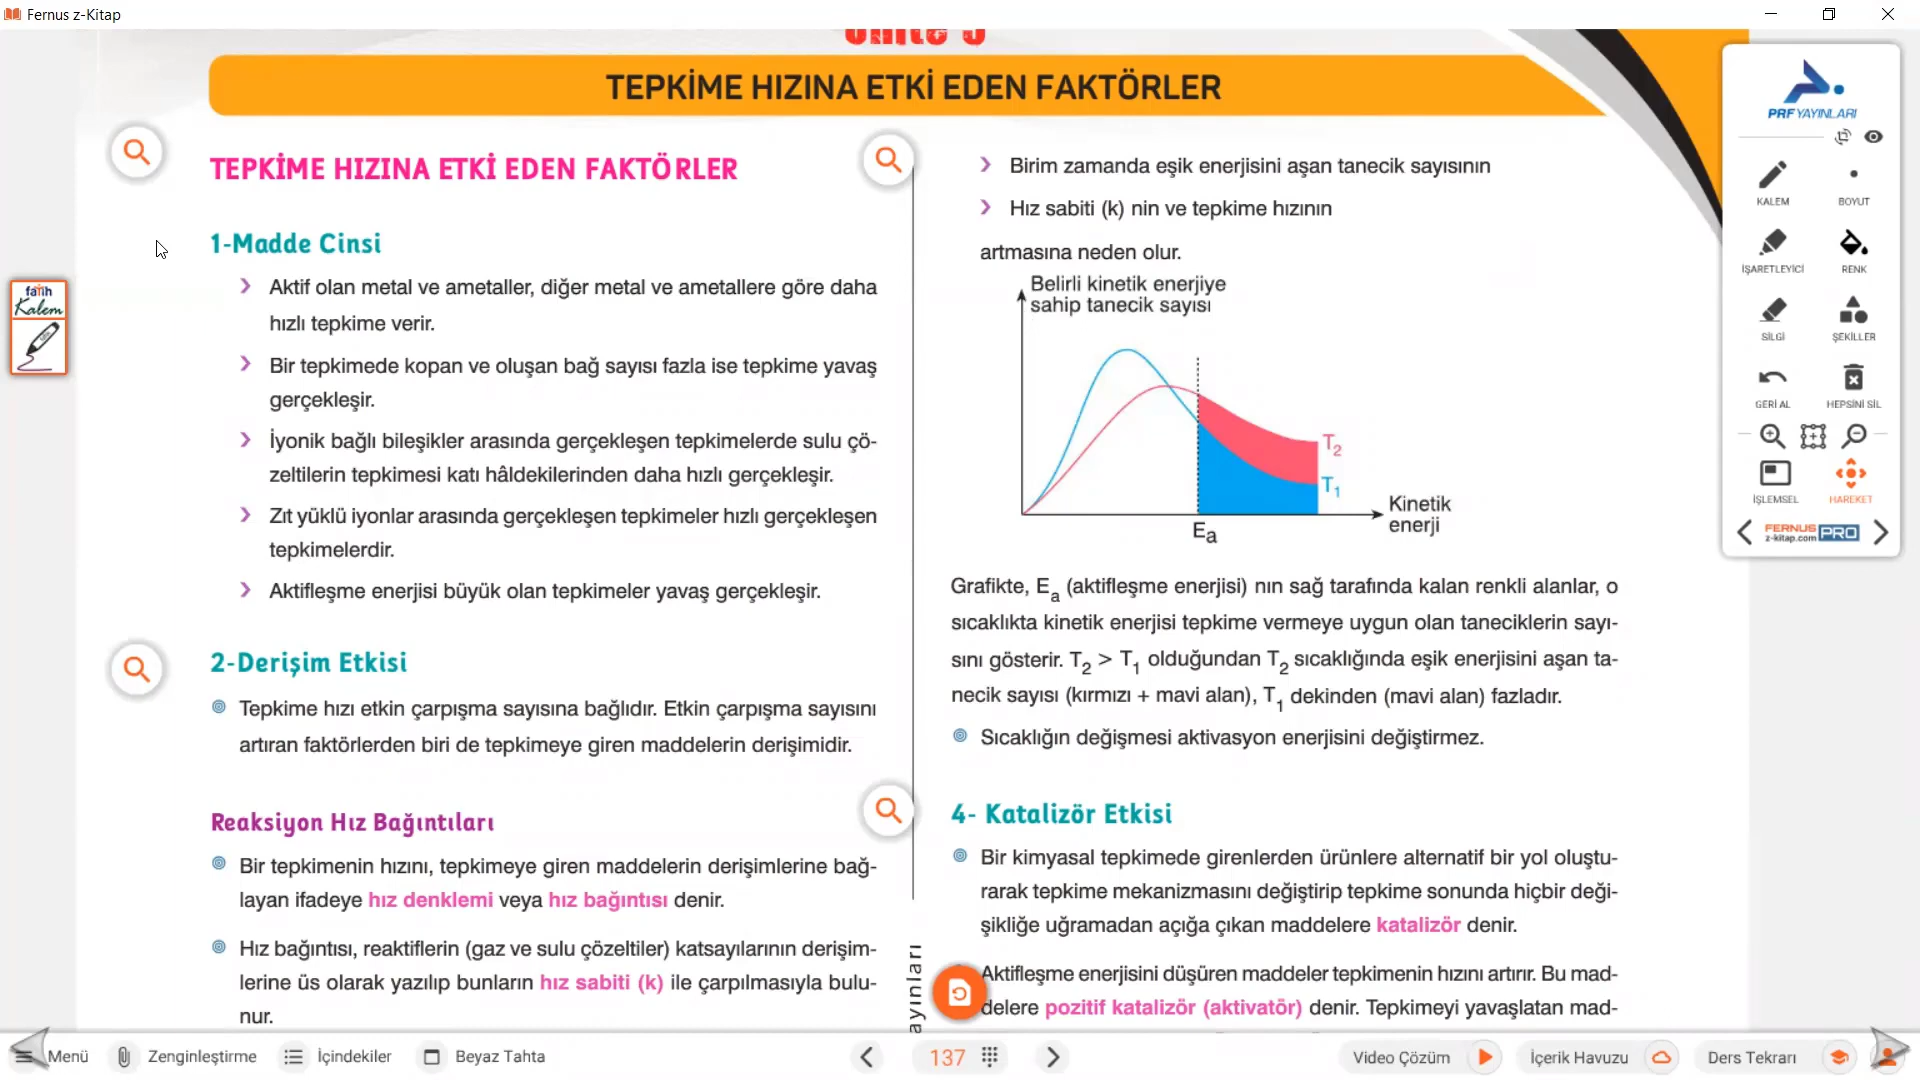 Fernus z-Kitap
TEPKİME HIZINA ETKİ EDEN FAKTÖRLER
TEPKİME HIZINA ETKİ EDEN FAKTÖRLER
1-Madde Cinsi
Aktif olan metal ve ametaller, diğer metal ve ametallere göre daha
hızlı tepkime verir.
Bir tepkimede kopan ve oluşan bağ sayısı fazla ise tepkime yavaş
gerçekleşir.
İyonik bağlı bileşikler arasında gerçekleşen tepkimelerde sulu çö-
zeltilerin tepkimesi katı hâldekilerinden daha hızlı gerçekleşir.
Zıt yüklü iyonlar arasında gerçekleşen tepkimeler hızlı gerçekleşen
tepkimelerdir.
Aktifleşme enerjisi büyük olan tepkimeler yavaş gerçekleşir.
2-Derişim Etkisi
Tepkime hızı etkin çarpışma sayısına bağlıdır. Etkin çarpışma sayısını
artıran faktörlerden biri de tepkimeye giren maddelerin derişimidir.
Reaksiyon Hız Bağıntıları
Bir tepkimenin hızını, tepkimeye giren maddelerin derişimlerine bağ-
layan ifadeye hız denklemi veya hız bağıntısı denir.
Hız bağıntısı, reaktiflerin (gaz ve sulu çözeltiler) katsayılarının derişim-
lerine üs olarak yazılıp bunların hız sabiti (k) ile çarpılmasıyla bulu-
nur.
Birim zamanda eşik enerjisini aşan tanecik sayısının
Hız sabiti (k) nin ve tepkime hızının
artmasına neden olur.
Belirli kinetik enerjiye
sahip tanecik sayısı
T2
T1
Kinetik
enerji
Ea
Grafikte, Ea (aktifleşme enerjisi) nın sağ tarafında kalan renkli alanlar, o
sıcaklıkta kinetik enerjisi tepkime vermeye uygun olan taneciklerin sayı-
sını gösterir. T2 > T1 olduğundan T2 sıcaklığında eşik enerjisini aşan ta-
necik sayısı (kırmızı + mavi alan), T1 dekinden (mavi alan) fazladır.
Sıcaklığın değişmesi aktivasyon enerjisini değiştirmez.
4- Katalizör Etkisi
Bir kimyasal tepkimede girenlerden ürünlere alternatif bir yol oluştu-
rarak tepkime mekanizmasını değiştirip tepkime sonunda hiçbir deği-
şikliğe uğramadan açığa çıkan maddelere katalizör denir.
Aktifleşme enerjisini düşüren maddeler tepkimenin hızını artırır. Bu mad-
delere pozitif katalizör (aktivatör) denir. Tepkimeyi yavaşlatan mad-
ayınları
fatih
Kalem
PRF YAYINLARI
KALEM
BOYUT
İŞARETLEYİCİ
RENK
SİLGİ
ŞEKİLLER
GERİ AL
HEPSİNİ SİL
İŞLEMSEL
HAREKET
FERNUS
z-kitap.com PRO
Menü
Zenginleştirme
İçindekiler
Beyaz Tahta
137
Video Çözüm
İçerik Havuzu
Ders Tekrarı